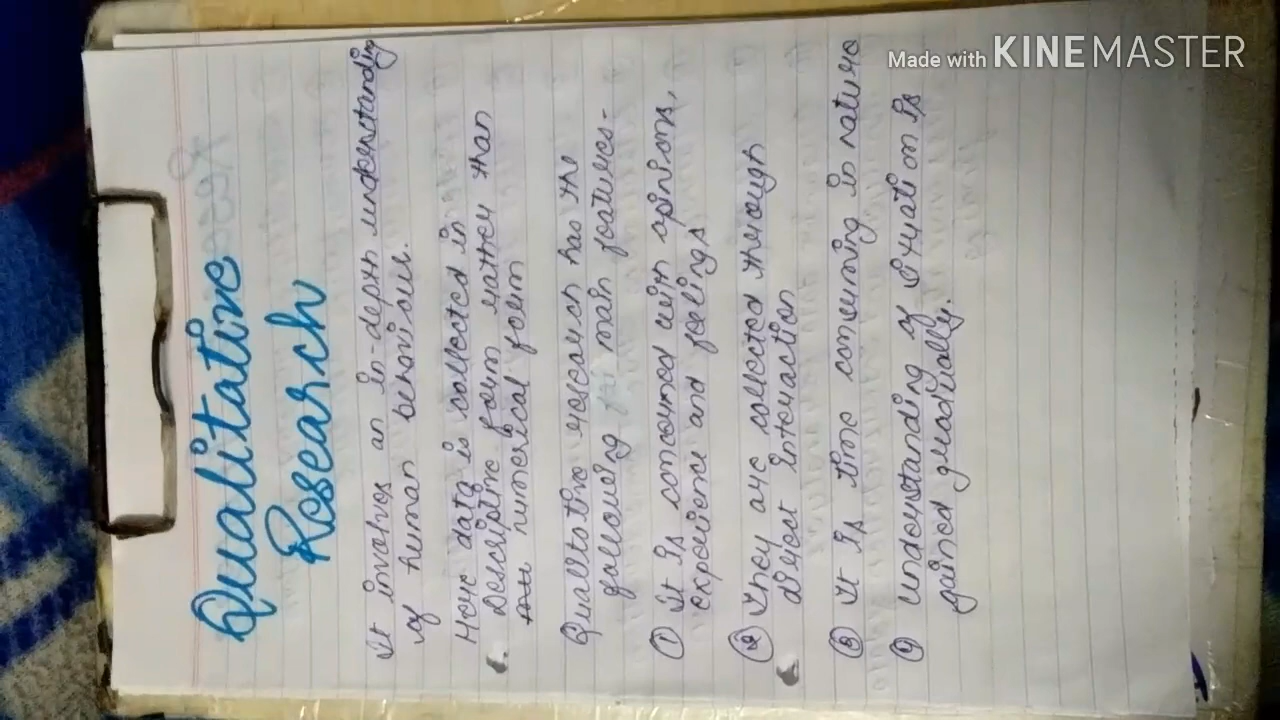 Qualitative
Research
It involves an in-depth understanding
of human behaviour.
Here data is collected in
Descriptive form rather than
numerical form
Qualitative research has the
following main features-
① It is concerned with opinions,
experience and feelings
② They are collected through
direct interaction
③ It is time consuming in nature
④ Understanding of situation is
gained gradually.
Made with KINEMASTER